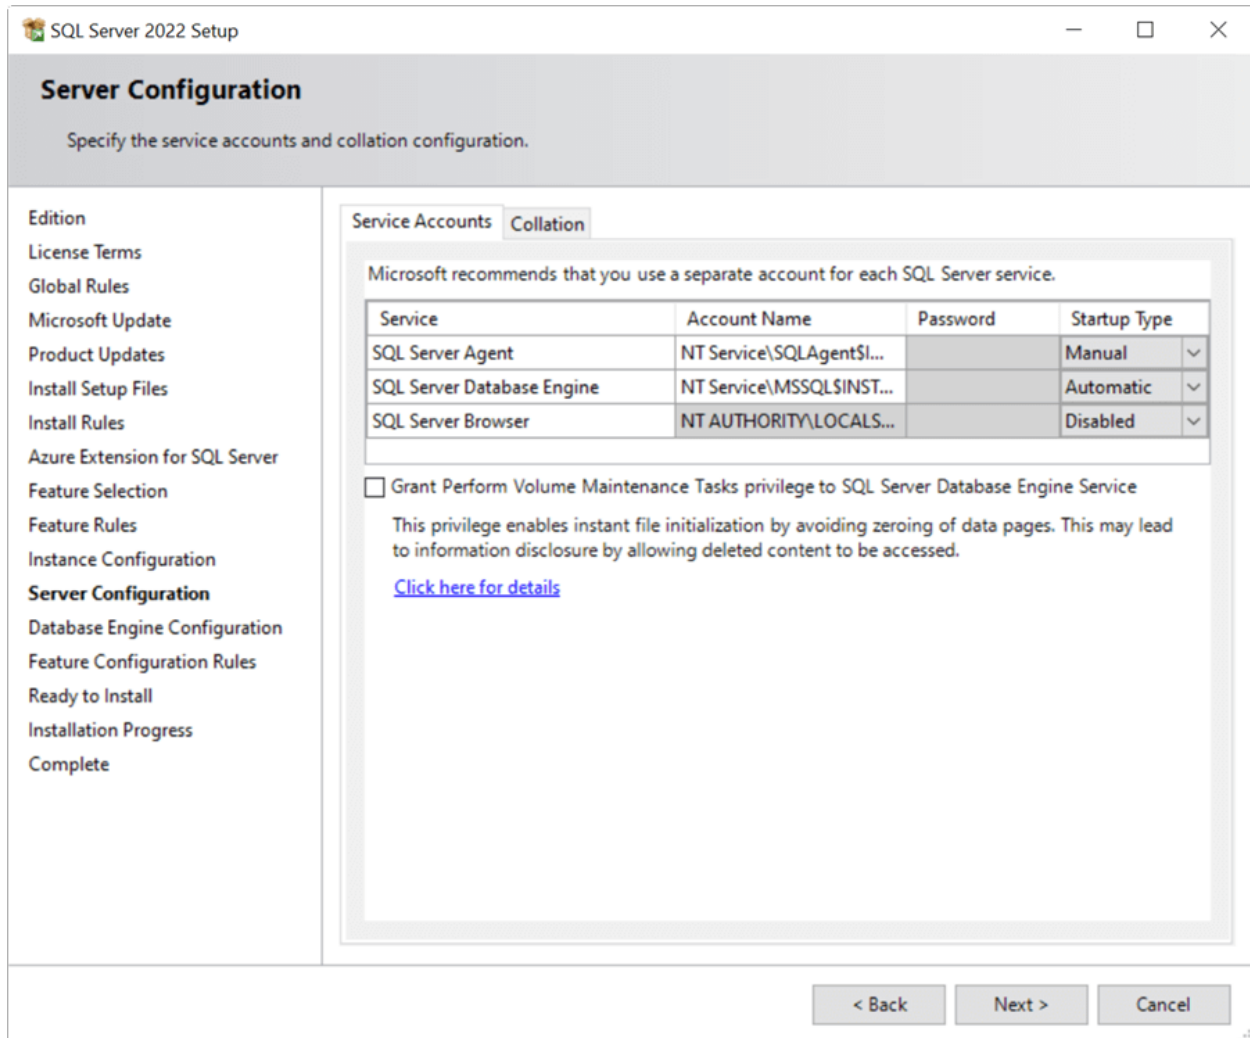 SQL Server 2022 Setup
Server Configuration
Specify the service accounts and collation configuration.
Edition
License Terms
Global Rules
Microsoft Update
Product Updates
Install Setup Files
Install Rules
Azure Extension for SQL Server
Feature Selection
Feature Rules
Instance Configuration
Server Configuration
Database Engine Configuration
Feature Configuration Rules
Ready to Install
Installation Progress
Complete
Service Accounts Collation
Microsoft recommends that you use a separate account for each SQL Server service.
Service Account Name Password Startup Type
SQL Server Agent NT Service\SQLAgent$I... Manual
SQL Server Database Engine NT Service\MSSQL$INST... Automatic
SQL Server Browser NT AUTHORITY\LOCALS... Disabled
Grant Perform Volume Maintenance Tasks privilege to SQL Server Database Engine Service
This privilege enables instant file initialization by avoiding zeroing of data pages. This may lead
to information disclosure by allowing deleted content to be accessed.
Click here for details
< Back Next > Cancel